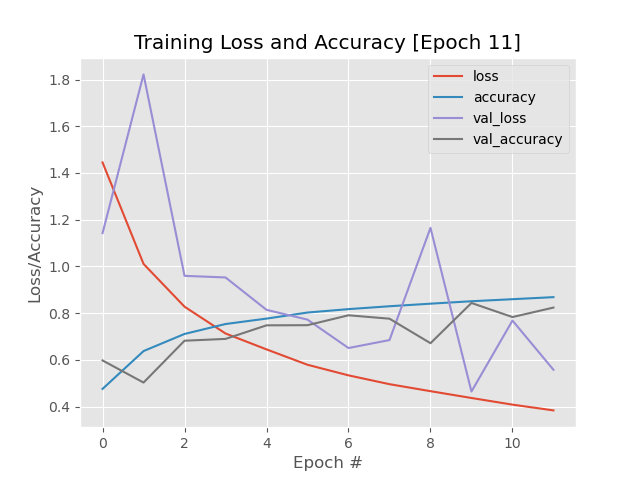 Training Loss and Accuracy [Epoch 11]
loss
accuracy
val_loss
val_accuracy
Loss/Accuracy
1.8
1.6
1.4
1.2
1.0
0.8
0.6
0.4
0 2 4 6 8 10
Epoch #